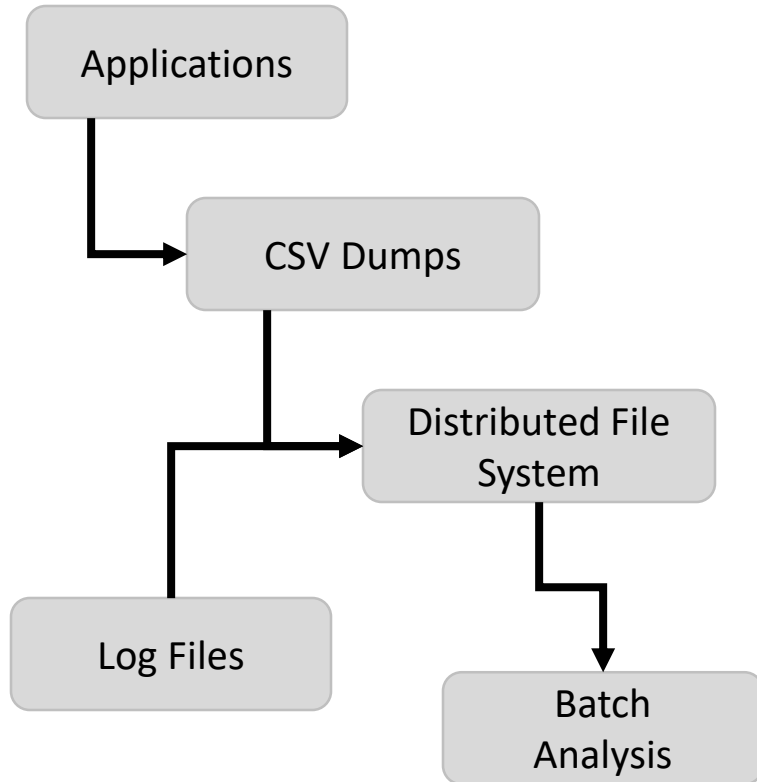 Applications
CSV Dumps
Distributed File
System
Log Files
Batch
Analysis